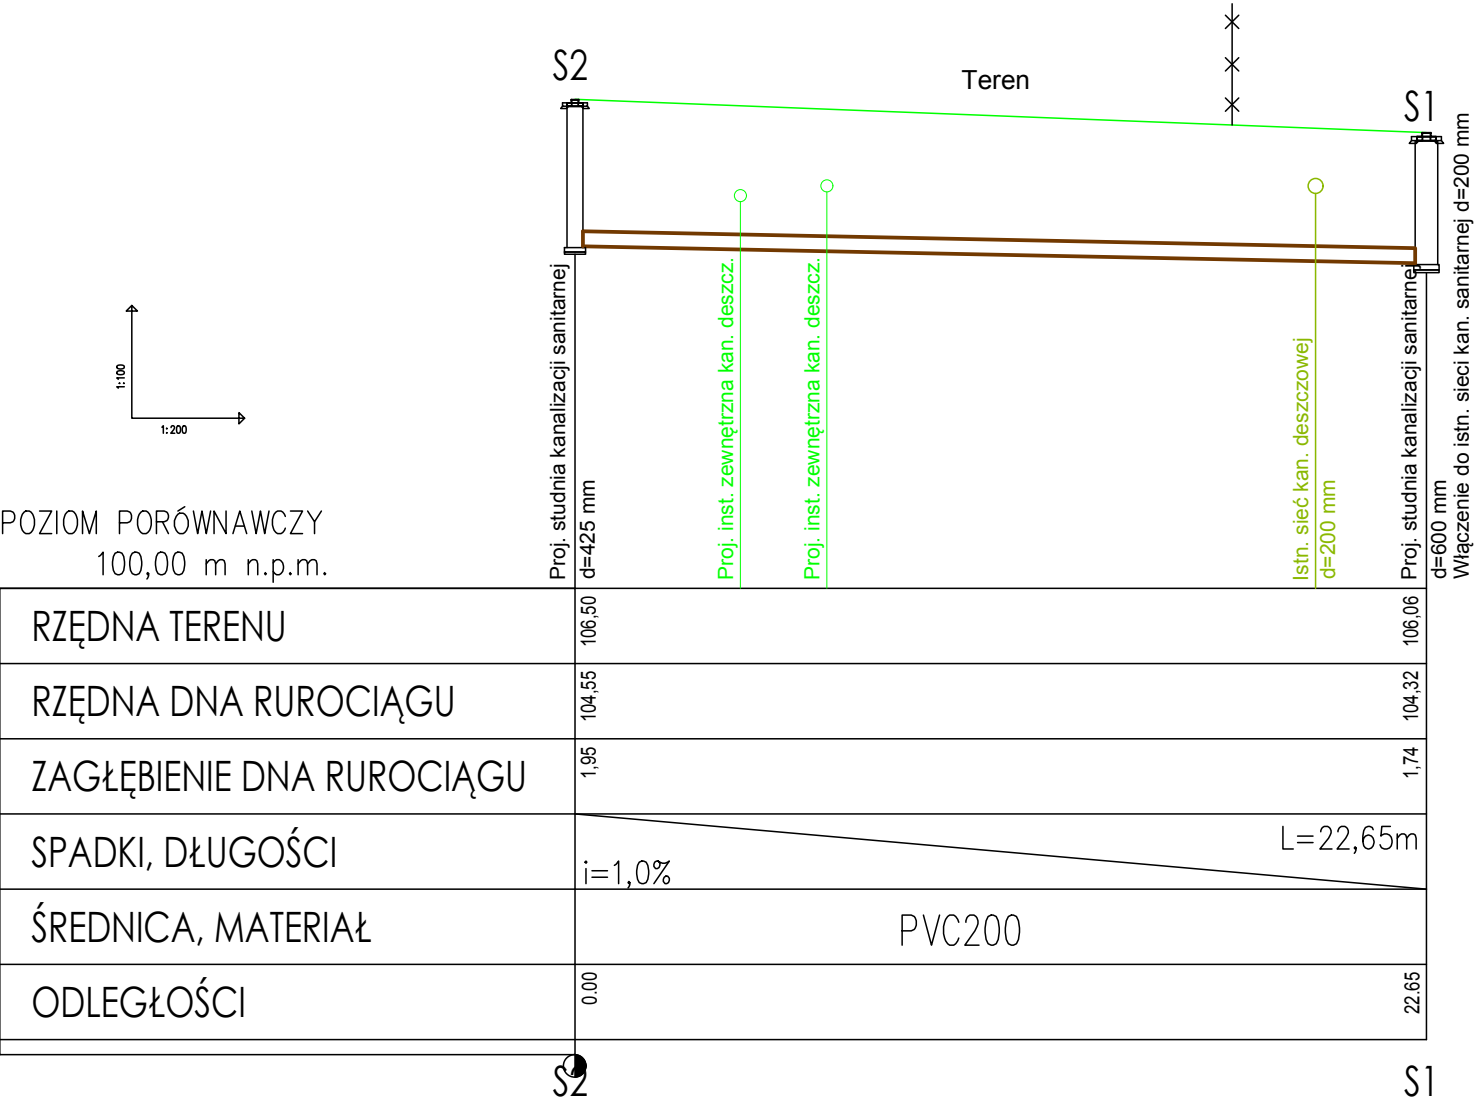 S2
Teren
S1
Proj. studnia kanalizacji sanitarnej
d=425 mm
Proj. inst. zewnętrzna kan. deszcz.
Proj. inst. zewnętrzna kan. deszcz.
Istn. sieć kan. deszczowej
d=200 mm
Proj. studnia kanalizacji sanitarnej
d=600 mm
Włączenie do istn. sieci kan. sanitarnej d=200 mm
1:100
1:200
POZIOM PORÓWNAWCZY
100,00 m n.p.m.
RZĘDNA TERENU
106,50
106,06
RZĘDNA DNA RUROCIĄGU
104,55
104,32
ZAGŁĘBIENIE DNA RUROCIĄGU
1,95
1,74
SPADKI, DŁUGOŚCI
i=1,0%
L=22,65m
ŚREDNICA, MATERIAŁ
PVC200
ODLEGŁOŚCI
0.00
22.65
S2
S1